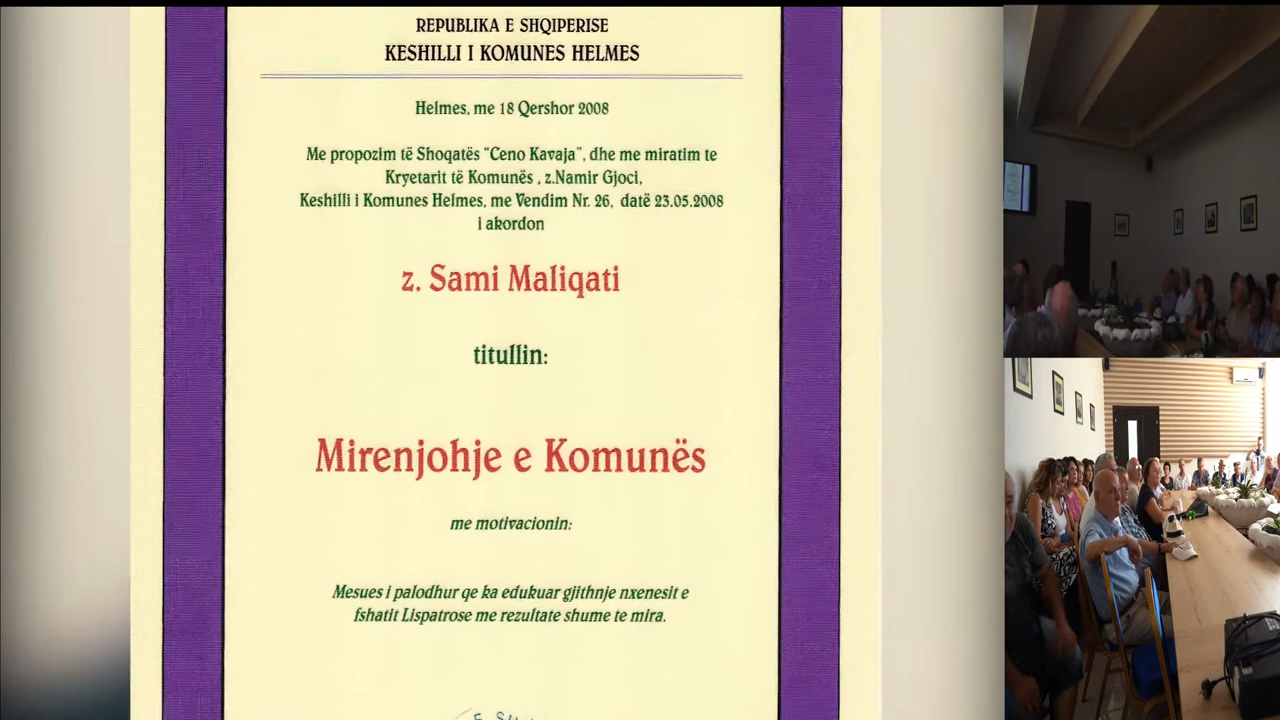 REPUBLIKA E SHQIPERISE
KESHILLI I KOMUNES HELMES
Helmes, me 18 Qershor 2008
Me propozim të Shoqatës "Ceno Kavaja", dhe me miratim te
Kryetarit të Komunës , z.Namir Gjoci,
Keshilli i Komunes Helmes, me Vendim Nr. 26, datë 23.05.2008
i akordon
z. Sami Maliqati
titullin:
Mirenjohje e Komunës
me motivacionin:
Mesues i palodhur qe ka edukuar gjithnje nxenesit e
fshatit Lispatrose me rezultate shume te mira.